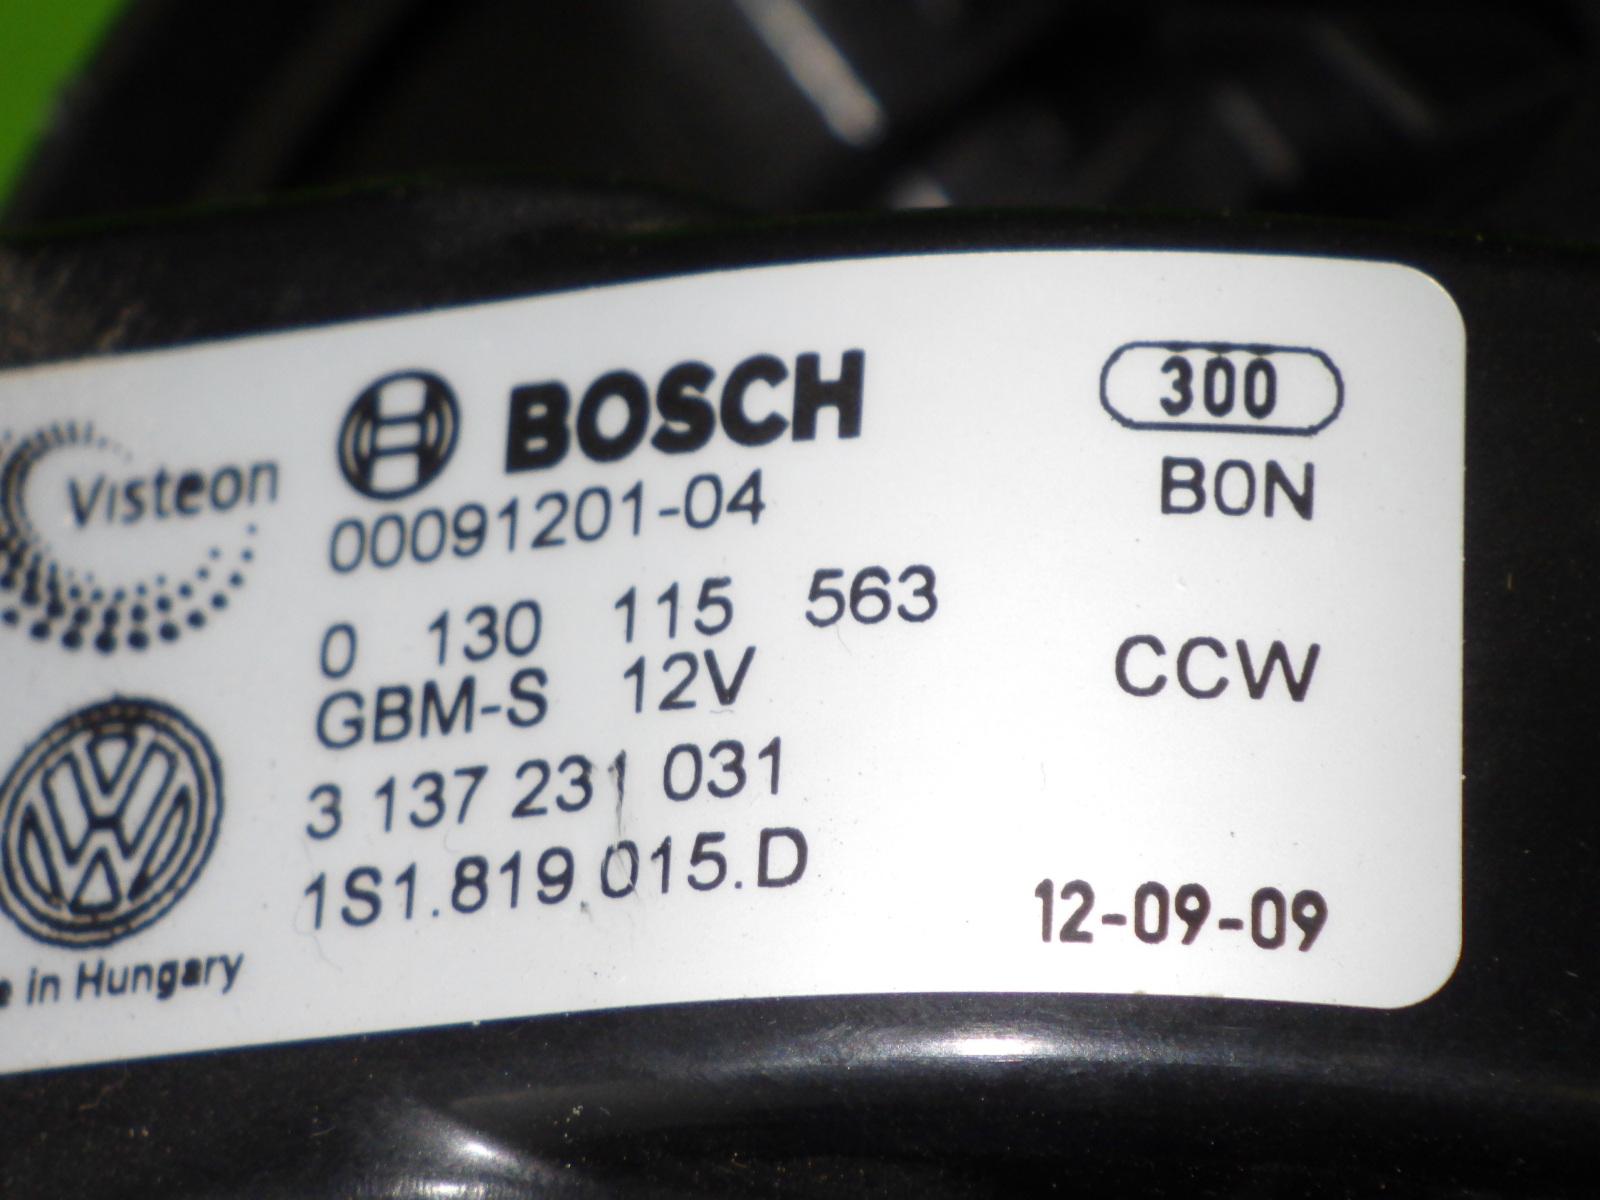 Visteon
BOSCH
00091201-04
0 130 115 563
GBM-S 12V
3 137 231 031
1S1.819.015.D
in Hungary
300
BON
CCW
12-09-09